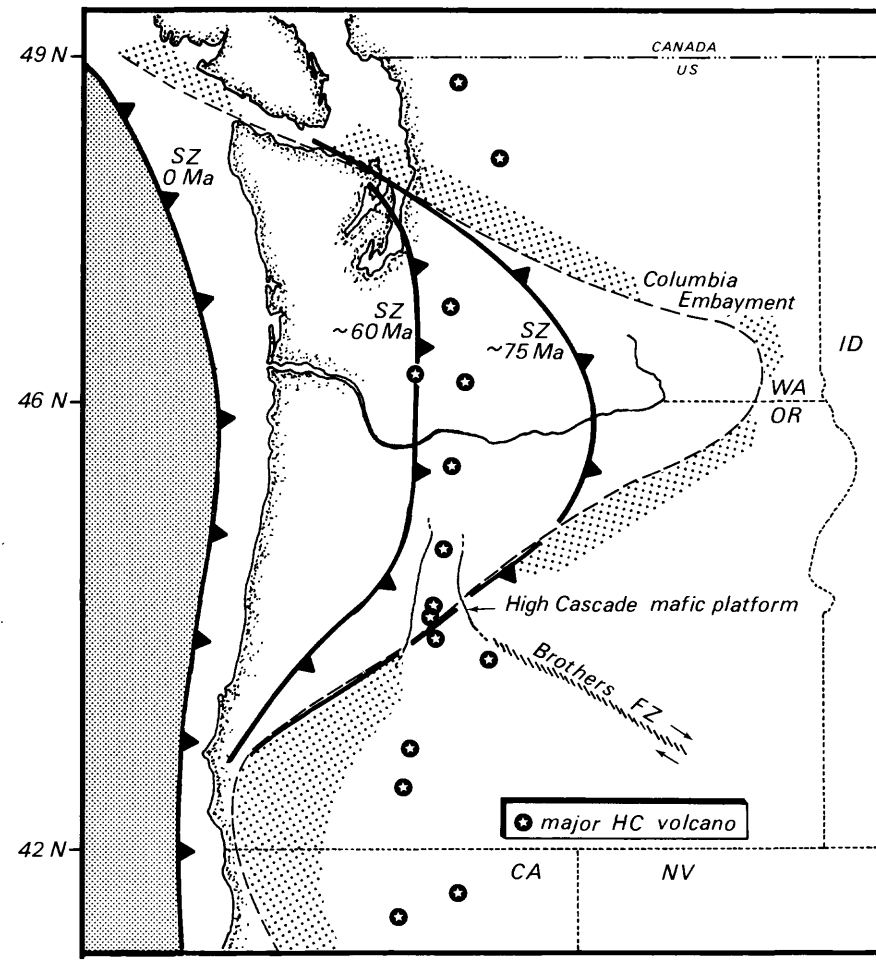 49 N
CANADA
US
SZ
0 Ma
Columbia
Embayment
SZ
~60 Ma
SZ
~75 Ma
ID
46 N
WA
OR
High Cascade mafic platform
Brothers FZ
major HC volcano
42 N
CA
NV